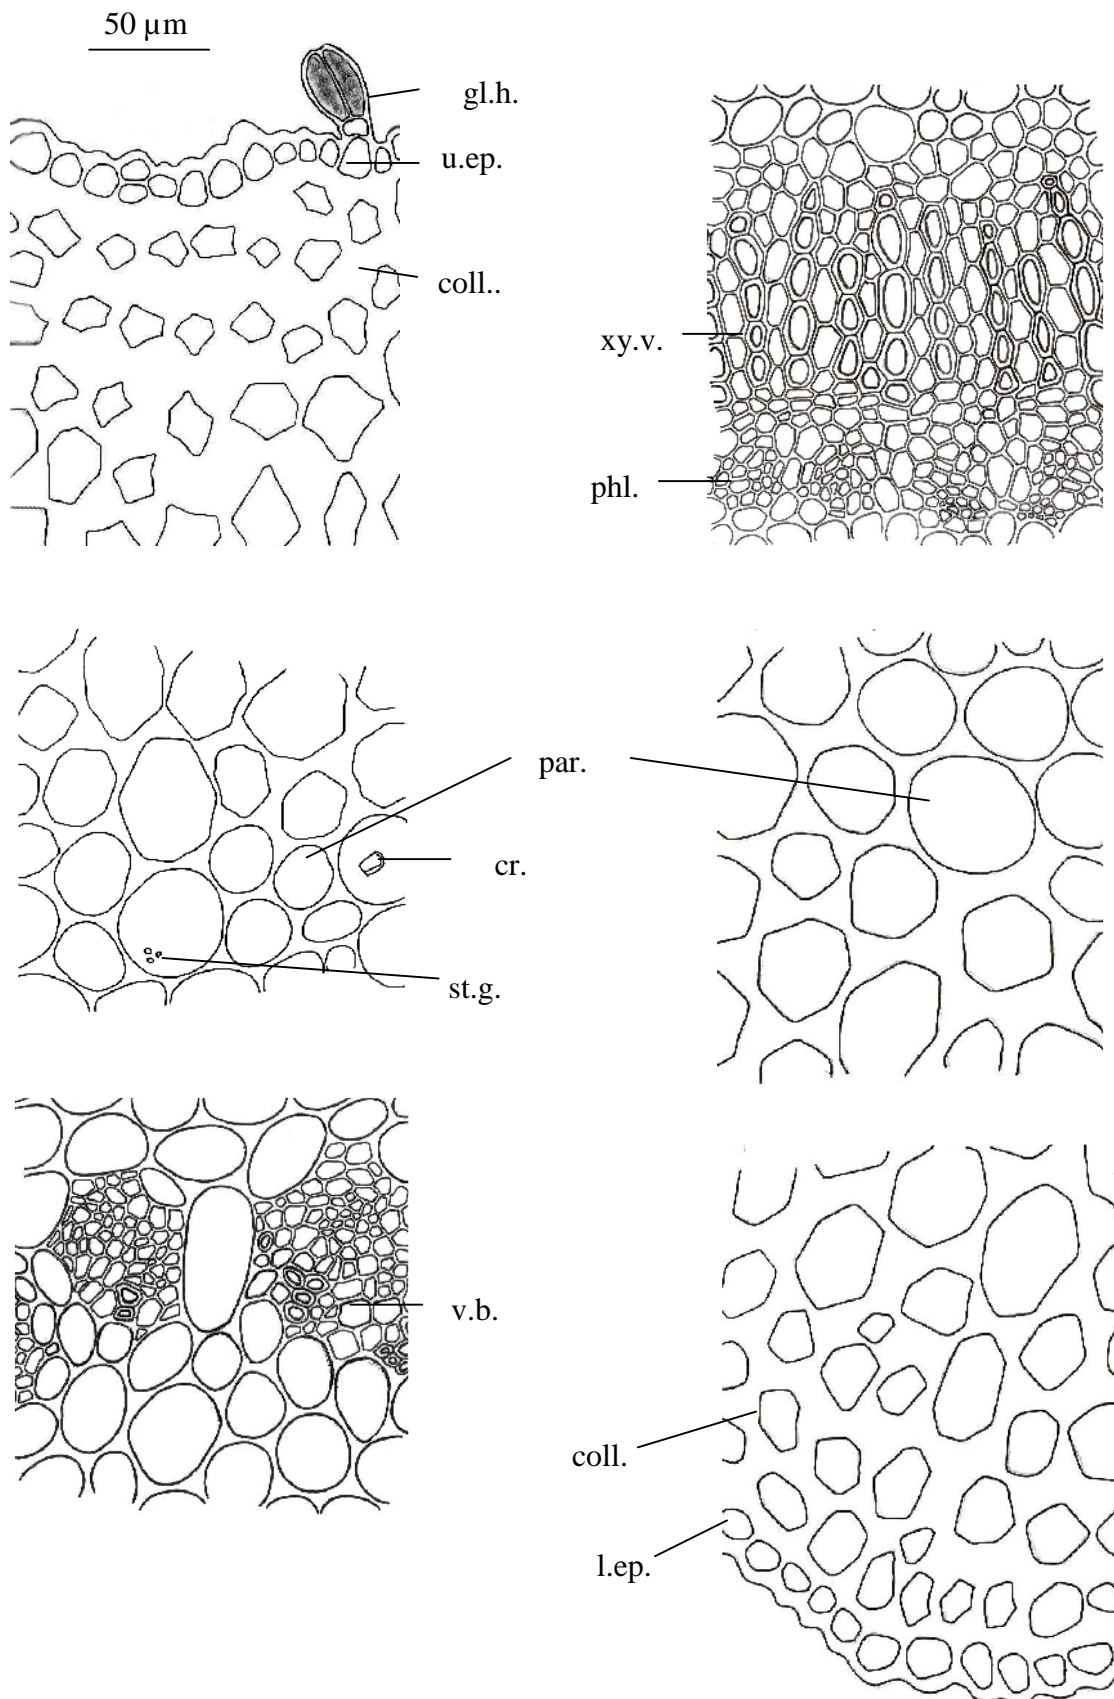 50 µm
gl.h.
u.ep.
coll..
xy.v.
phl.
par.
cr.
st.g.
v.b.
coll.
l.ep.